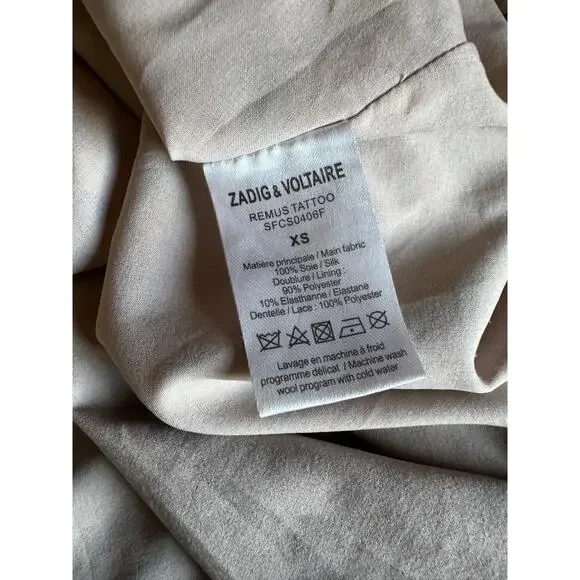 ZADIG & VOLTAIRE
REMUS TATTOO
SFCS0406F
XS
Matière principale / Main fabric
100% Soie / Silk
Doublure / Lining :
90% Polyester
10% Elasthanne / Elastane
Dentelle / Lace : 100% Polyester
Lavage en machine à froid
programme délicat / Machine wash
wool program with cold water